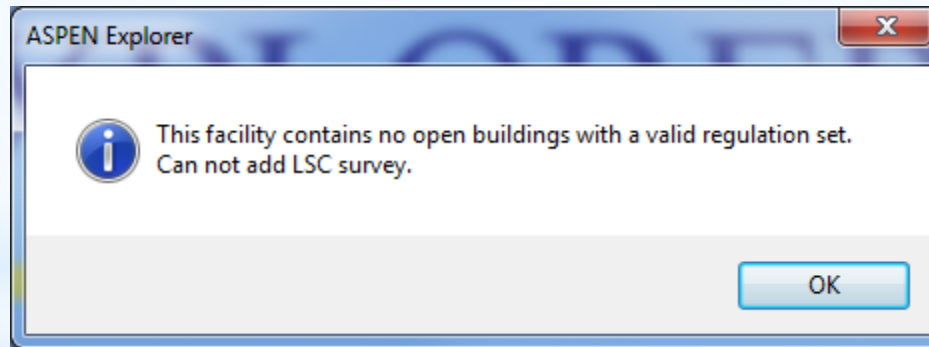 ASPEN Explorer
This facility contains no open buildings with a valid regulation set.
Can not add LSC survey.
OK